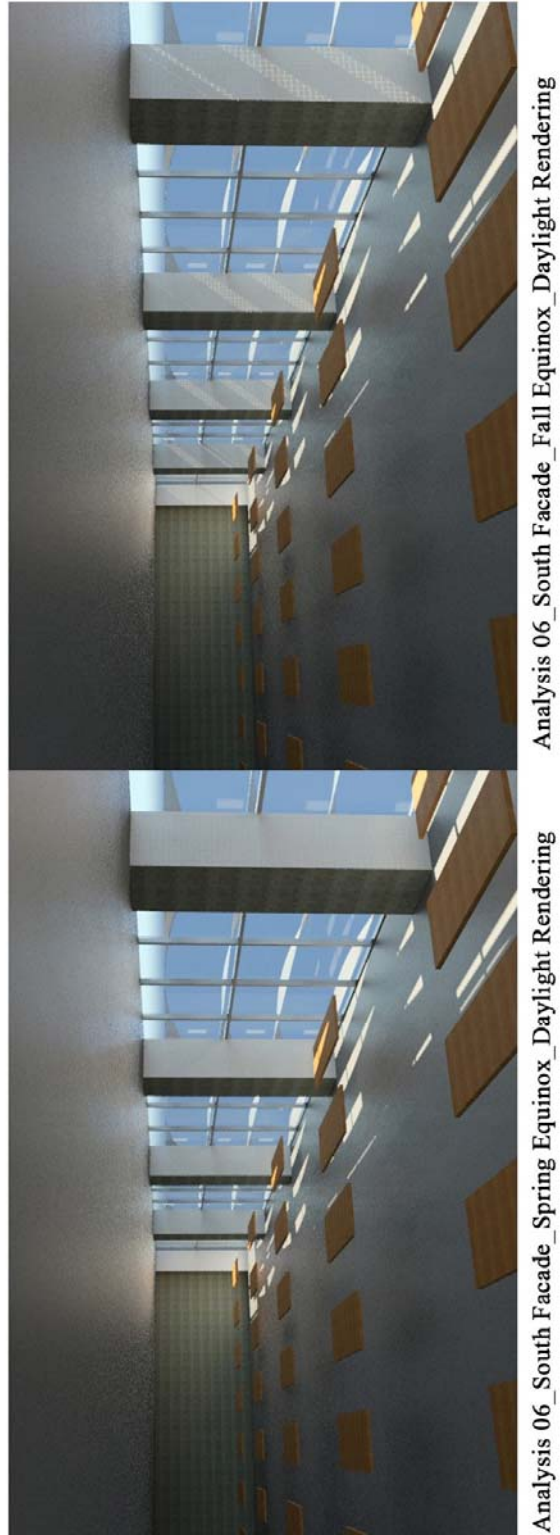 Analysis 06_South Facade_Spring Equinox_Daylight Rendering
Analysis 06_South Facade_Fall Equinox_Daylight Rendering